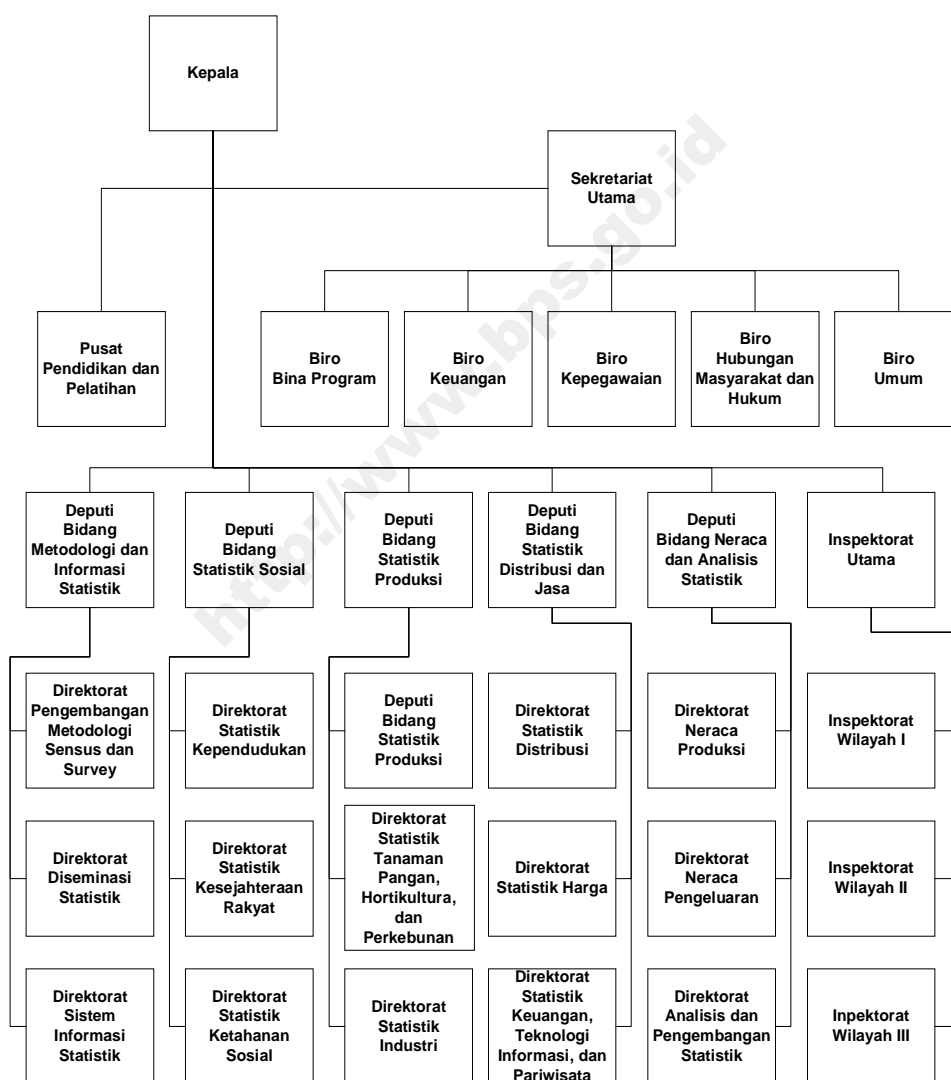 Kepala
Sekretariat
Utama
Pusat
Pendidikan dan
Pelatihan
Biro
Bina Program
Biro
Keuangan
Biro
Kepegawaian
Biro
Hubungan
Masyarakat dan
Hukum
Biro
Umum
Deputi
Bidang
Metodologi dan
Informasi
Statistik
Deputi
Bidang
Statistik Sosial
Deputi
Bidang
Statistik
Produksi
Deputi
Bidang
Statistik
Distribusi dan
Jasa
Deputi
Bidang Neraca
dan Analisis
Statistik
Inspektorat
Utama
Direktorat
Pengembangan
Metodologi
Sensus dan
Survey
Direktorat
Statistik
Kependudukan
Deputi
Bidang
Statistik
Produksi
Direktorat
Statistik
Distribusi
Direktorat
Neraca
Produksi
Inspektorat
Wilayah I
Direktorat
Diseminasi
Statistik
Direktorat
Statistik
Kesejahteraan
Rakyat
Direktorat
Statistik
Tanaman
Pangan,
Hortikultura,
dan
Perkebunan
Direktorat
Statistik Harga
Direktorat
Neraca
Pengeluaran
Inspektorat
Wilayah II
Direktorat
Sistem
Informasi
Statistik
Direktorat
Statistik
Ketahanan
Sosial
Direktorat
Statistik
Industri
Direktorat
Statistik
Keuangan,
Teknologi
Informasi, dan
Pariwisata
Direktorat
Analisis dan
Pengembangan
Statistik
Inpektorat
Wilayah III
http://www.bps.go.id